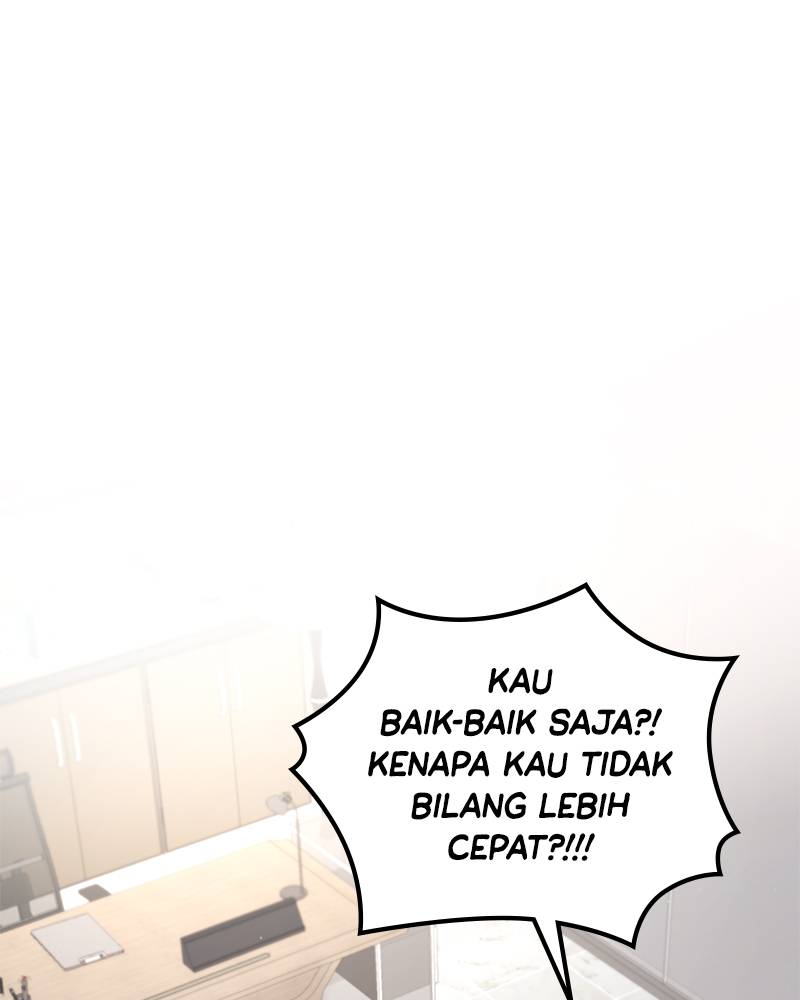 KAU
BAIK-BAIK SAJA?!
KENAPA KAU TIDAK
BILANG LEBIH
CEPAT?!!!